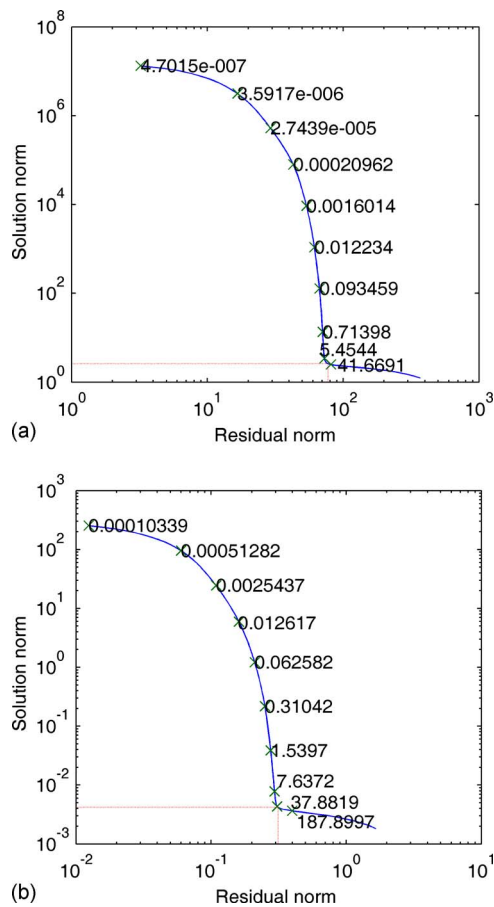 10^8
10^6
10^4
10^2
10^0
Solution norm
4.7015e-007
3.5917e-006
2.7439e-005
0.00020962
0.0016014
0.012234
0.093459
0.71398
5.4544
41.6691
10^0 10^1 10^2 10^3
Residual norm
(a)
10^3
10^2
10^1
10^0
10^-1
10^-2
10^-3
Solution norm
0.00010339
0.00051282
0.0025437
0.012617
0.062582
0.31042
1.5397
7.6372
37.8819
187.8997
10^-2 10^-1 10^0 10^1
Residual norm
(b)